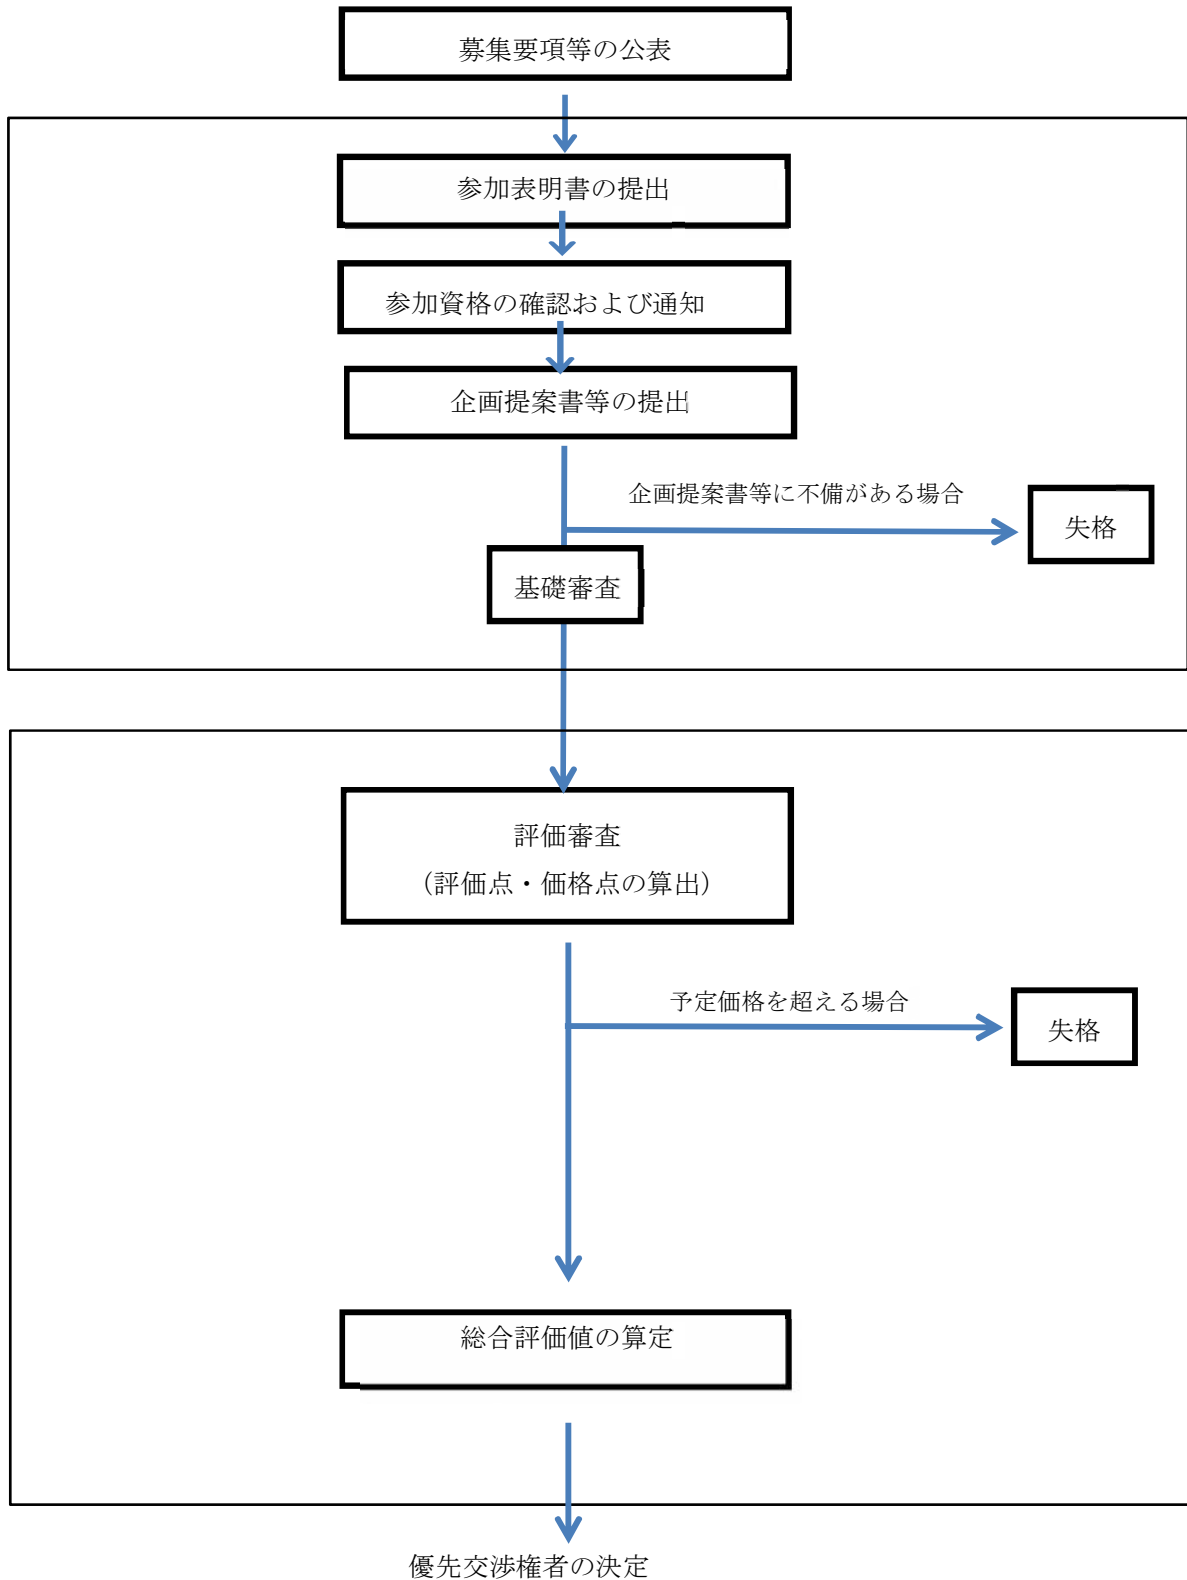 募集要項等の公表
参加表明書の提出
参加資格の確認および通知
企画提案書等の提出
企画提案書等に不備がある場合
失格
基礎審査
評価審査
（評価点・価格点の算出）
予定価格を超える場合
失格
総合評価値の算定
優先交渉権者の決定